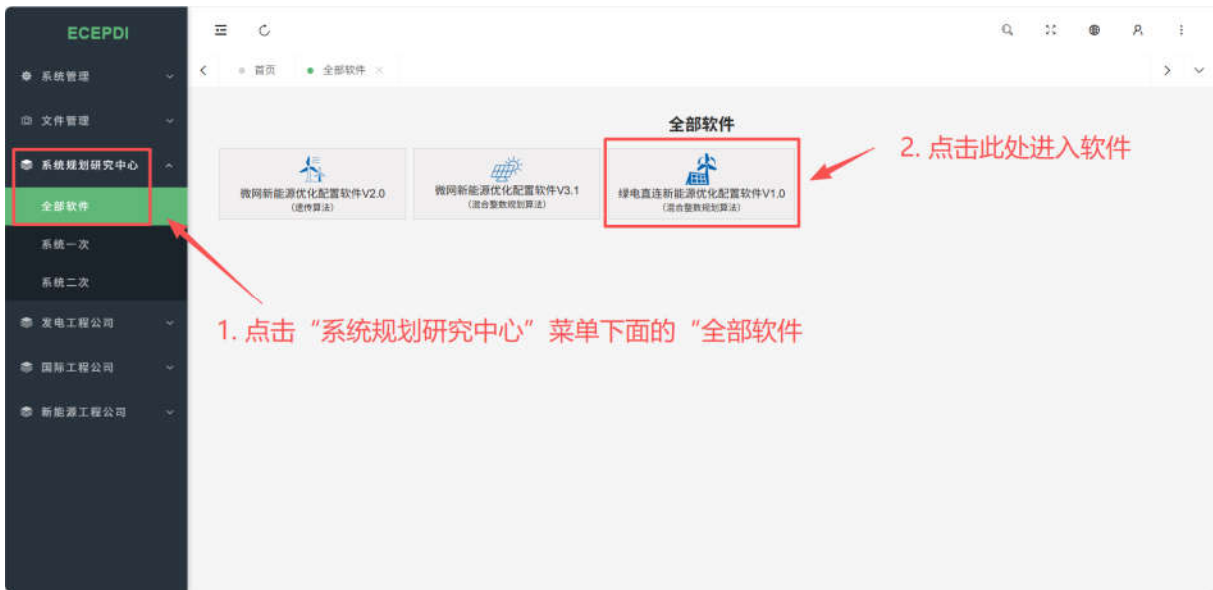 ECEPDI
系统管理
首页
全部软件
文件管理
全部软件
2. 点击此处进入软件
系统规划研究中心
微网新能源优化配置软件V2.0
(遗传算法)
微网新能源优化配置软件V3.1
(混合整数规划算法)
绿电直连新能源优化配置软件V1.0
(混合整数规划算法)
全部软件
系统一次
系统二次
发电工程公司
1. 点击“系统规划研究中心”菜单下面的“全部软件
国际工程公司
新能源工程公司